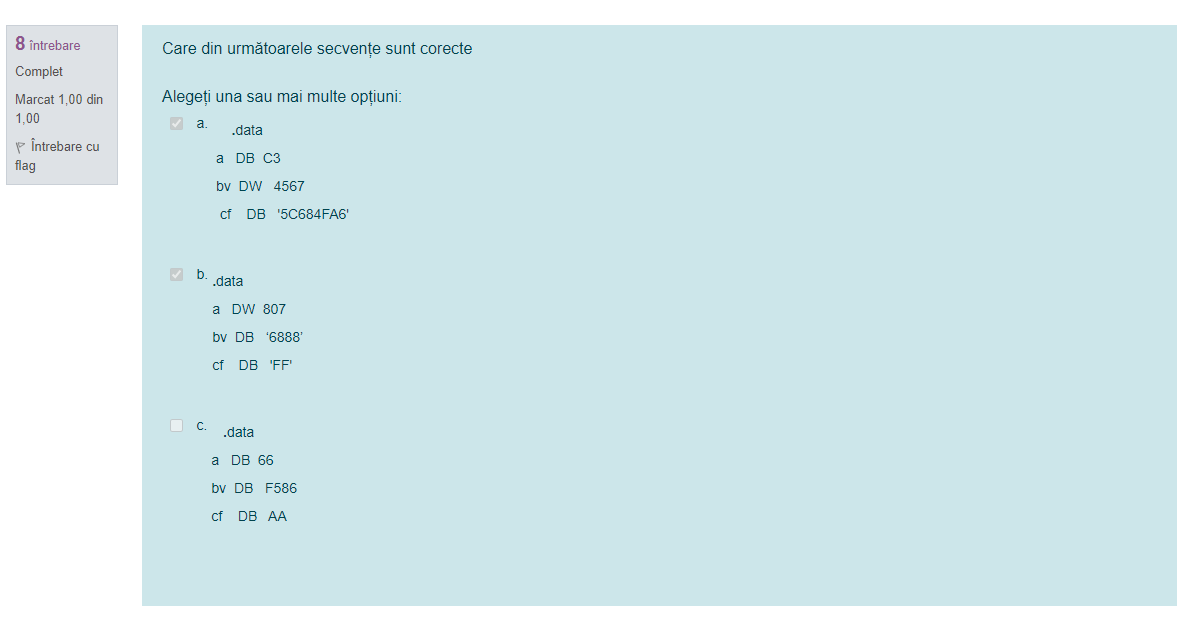 8 întrebare
Complet
Marcat 1,00 din
1,00
Întrebare cu
flag
Care din următoarele secvențe sunt corecte
Alegeți una sau mai multe opțiuni:
a. .data
a DB C3
bv DW 4567
cf DB '5C684FA6'
b. .data
a DW 807
bv DB ‘6888’
cf DB 'FF'
c. .data
a DB 66
bv DB F586
cf DB AA